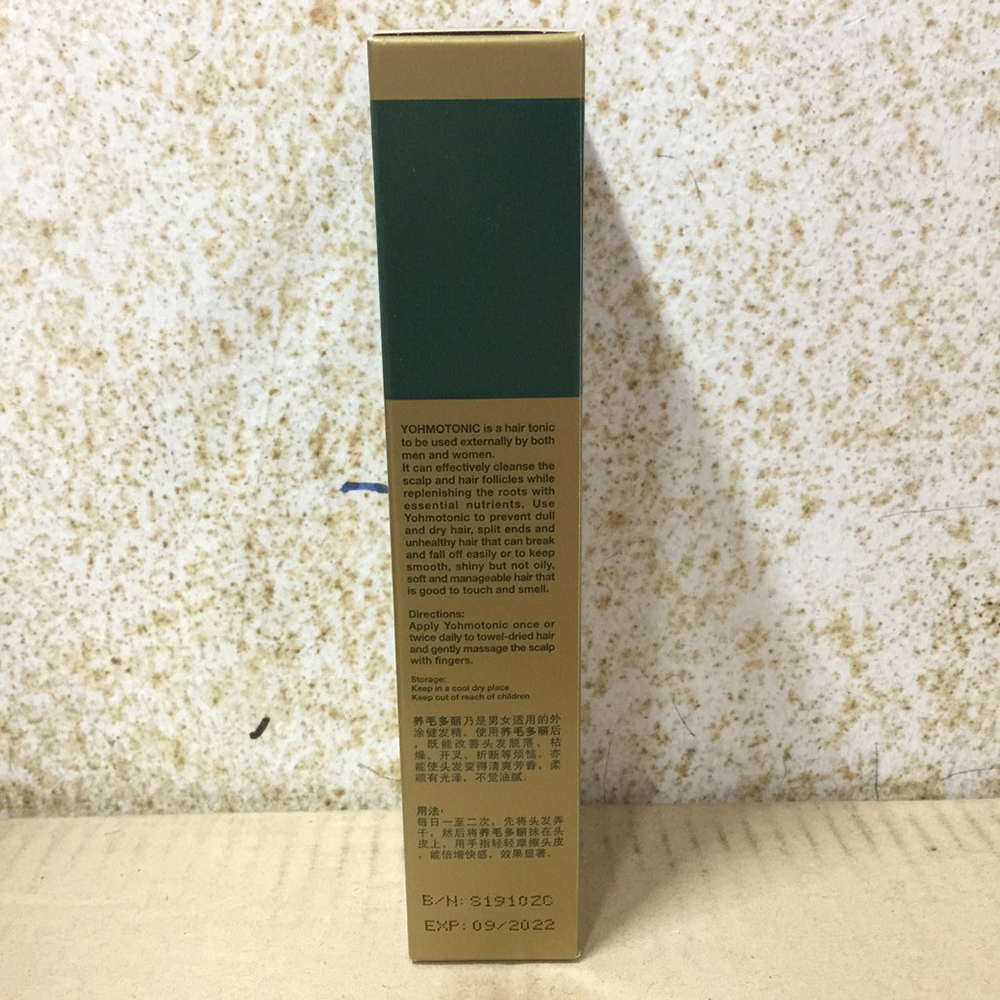 YOHMOTONIC is a hair tonic
to be used externally by both
men and women.
It can effectively cleanse the
scalp and hair follicles while
replenishing the roots with
essential nutrients. Use
Yohmotonic to prevent dull
and dry hair, split ends and
unhealthy hair that can break
and fall off easily or to keep
smooth, shiny but not oily,
soft and manageable hair that
is good to touch and smell.
Directions:
Apply Yohmotonic once or
twice daily to towel-dried hair
and gently massage the scalp
with fingers.
Storage:
Keep in a cool dry place
Keep out of reach of children
养毛多丽乃是男女适用的外
涂健发精。使用养毛多丽后
，既能改善头发脱落、枯
燥、开叉、折断等烦恼，亦
能使头发变得清爽芳香、柔
顺有光泽，不觉油腻。
用法：
每日一至二次，先将头发弄
干，然后将养毛多丽抹在头
皮上，用手指轻轻摩擦头皮
，能倍增快感，效果显著。
B/N: S1910ZC
EXP: 09/2022